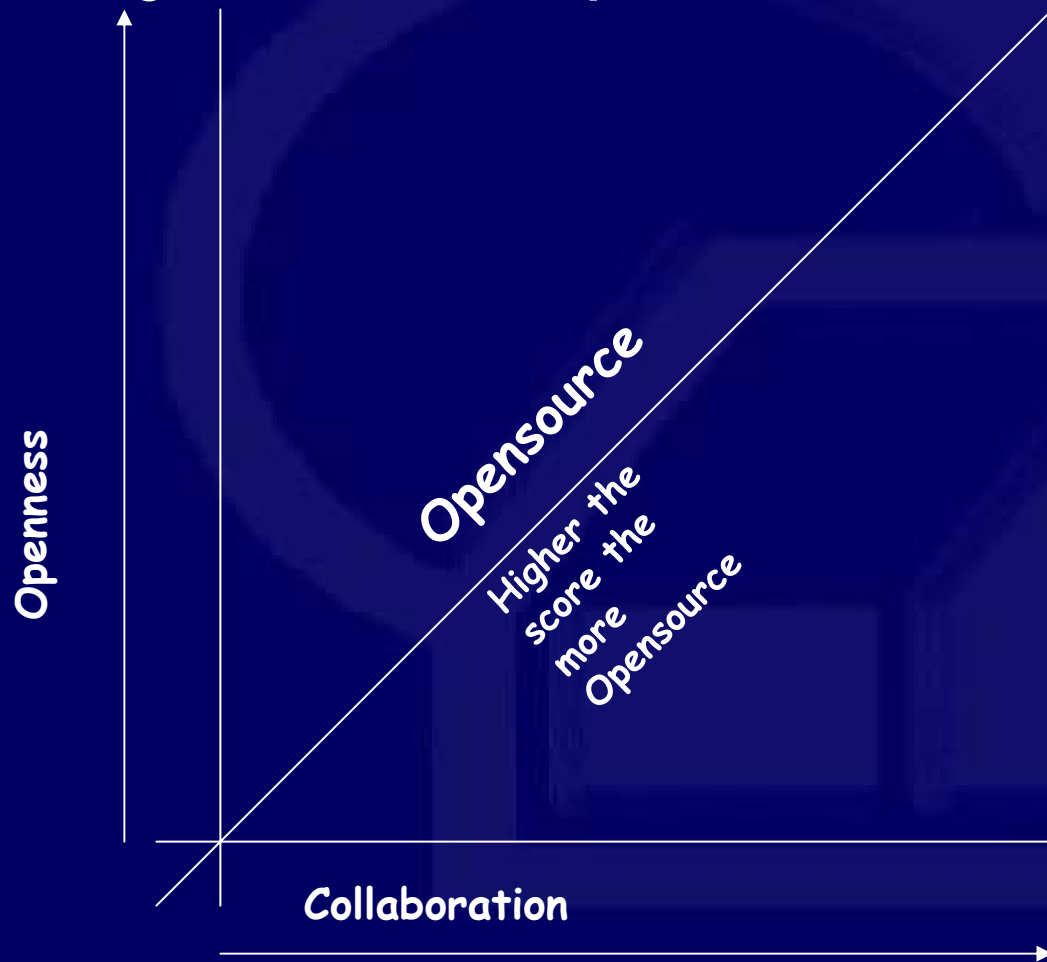 Openness
Opensource
Higher the
score the
more
Opensource
Collaboration